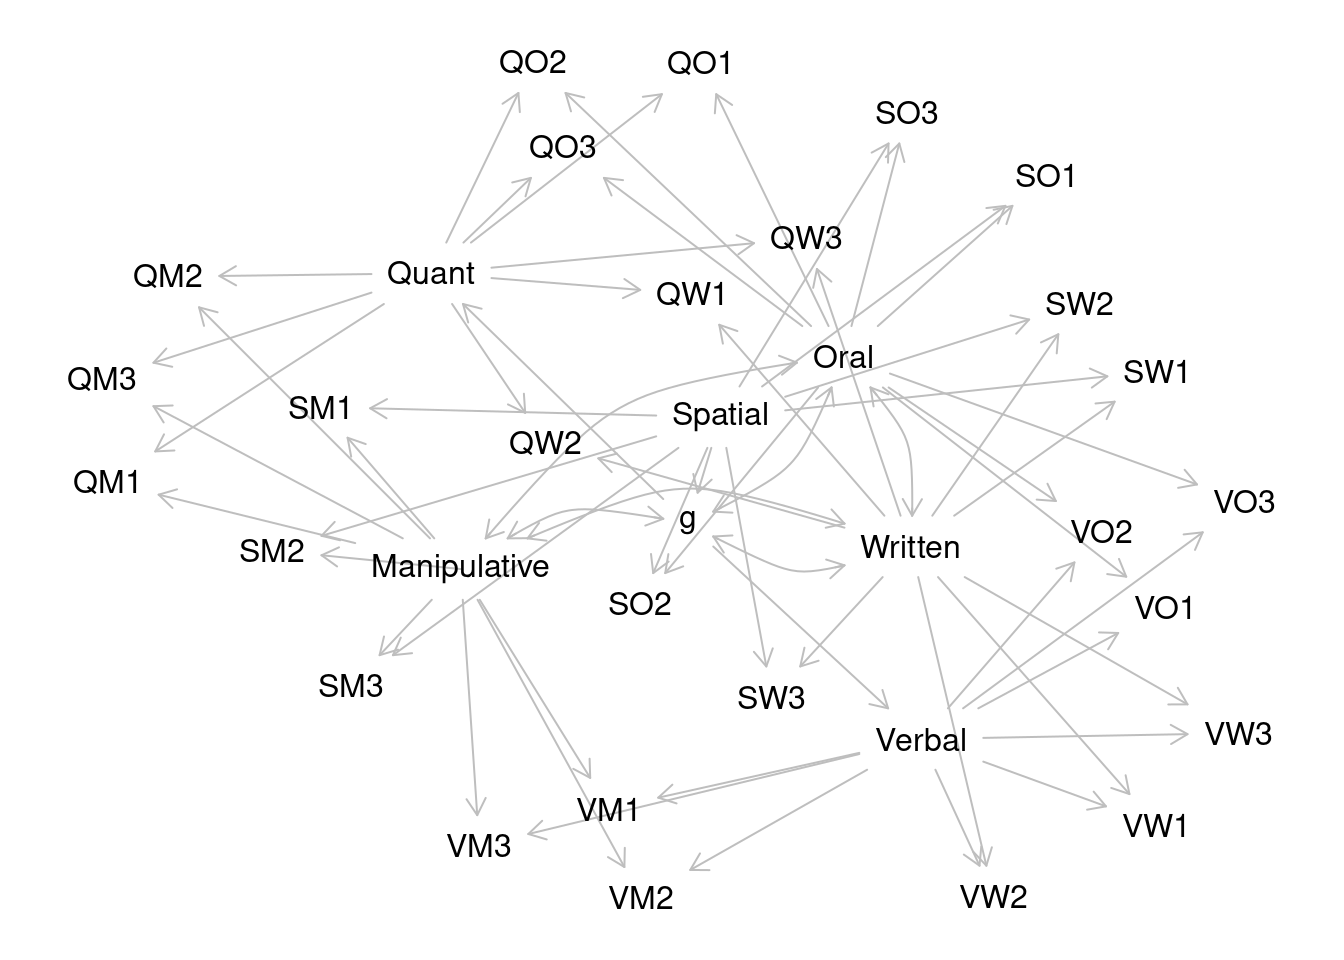 QO2
QO1
SO3
QO3
SO1
QW3
Quant
QM2
QW1
SW2
Oral
SW1
QM3
SM1
Spatial
QW2
QM1
VO3
g
VO2
Written
SM2
Manipulative
SO2
VO1
SM3
SW3
VW3
Verbal
VM1
VW1
VM3
VM2
VW2